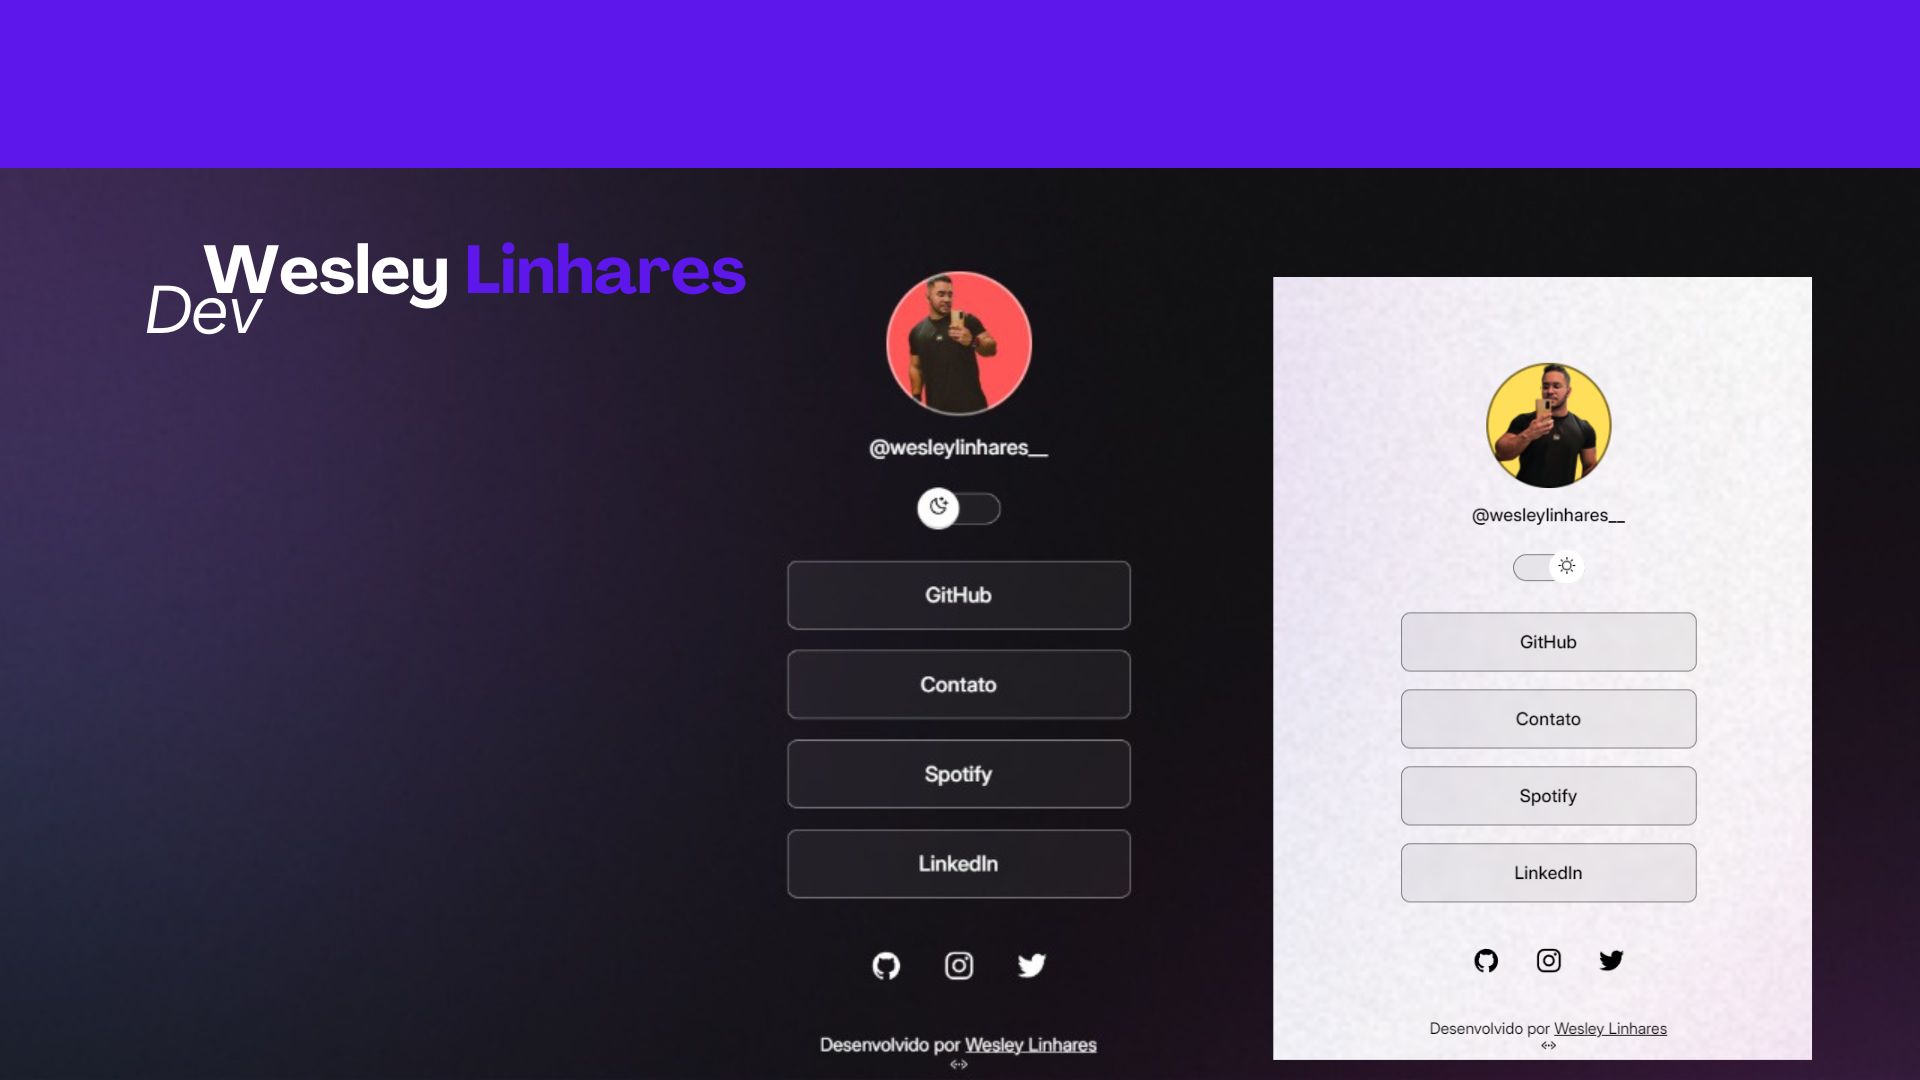 Wesley Linhares
Dev
@wesleylinhares__
GitHub
Contato
Spotify
LinkedIn
Desenvolvido por Wesley Linhares
@wesleylinhares__
GitHub
Contato
Spotify
LinkedIn
Desenvolvido por Wesley Linhares